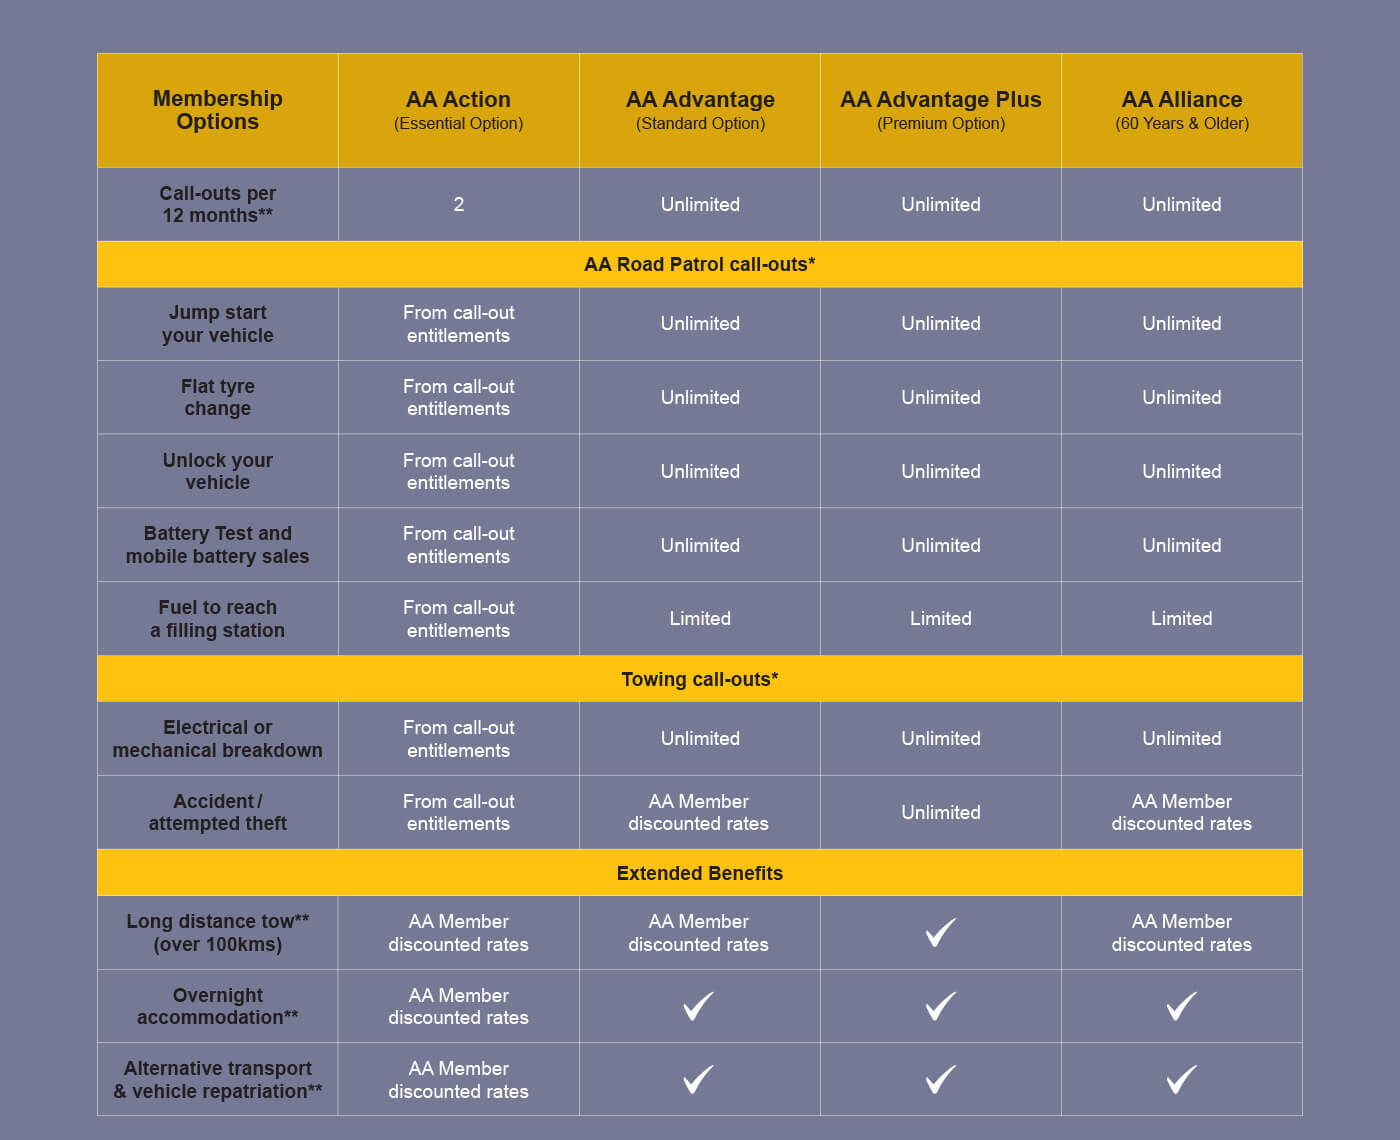 Membership
Options
AA Action
(Essential Option)
AA Advantage
(Standard Option)
AA Advantage Plus
(Premium Option)
AA Alliance
(60 Years & Older)
Call-outs per
12 months**
2
Unlimited
Unlimited
Unlimited
AA Road Patrol call-outs*
Jump start
your vehicle
From call-out
entitlements
Unlimited
Unlimited
Unlimited
Flat tyre
change
From call-out
entitlements
Unlimited
Unlimited
Unlimited
Unlock your
vehicle
From call-out
entitlements
Unlimited
Unlimited
Unlimited
Battery Test and
mobile battery sales
From call-out
entitlements
Unlimited
Unlimited
Unlimited
Fuel to reach
a filling station
From call-out
entitlements
Limited
Limited
Limited
Towing call-outs*
Electrical or
mechanical breakdown
From call-out
entitlements
Unlimited
Unlimited
Unlimited
Accident /
attempted theft
From call-out
entitlements
AA Member
discounted rates
Unlimited
AA Member
discounted rates
Extended Benefits
Long distance tow**
(over 100kms)
AA Member
discounted rates
AA Member
discounted rates
AA Member
discounted rates
Overnight
accommodation**
AA Member
discounted rates
Alternative transport
& vehicle repatriation**
AA Member
discounted rates